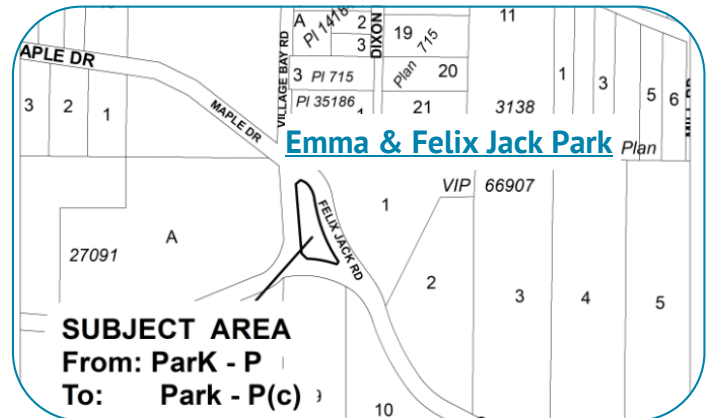 11
A
Pl 14181
2
3
DIXON
19
Plan 715
20
VILLAGE BAY RD
3 Pl 715
1
3
5
6
APLE DR
3
2
1
MAPLE DR
Pl 35186
21
3138
Emma & Felix Jack Park
Plan
VIP 66907
1
FELIX JACK RD
A
27091
2
3
4
5
SUBJECT AREA
From: ParK - P
To: Park - P(c)
10